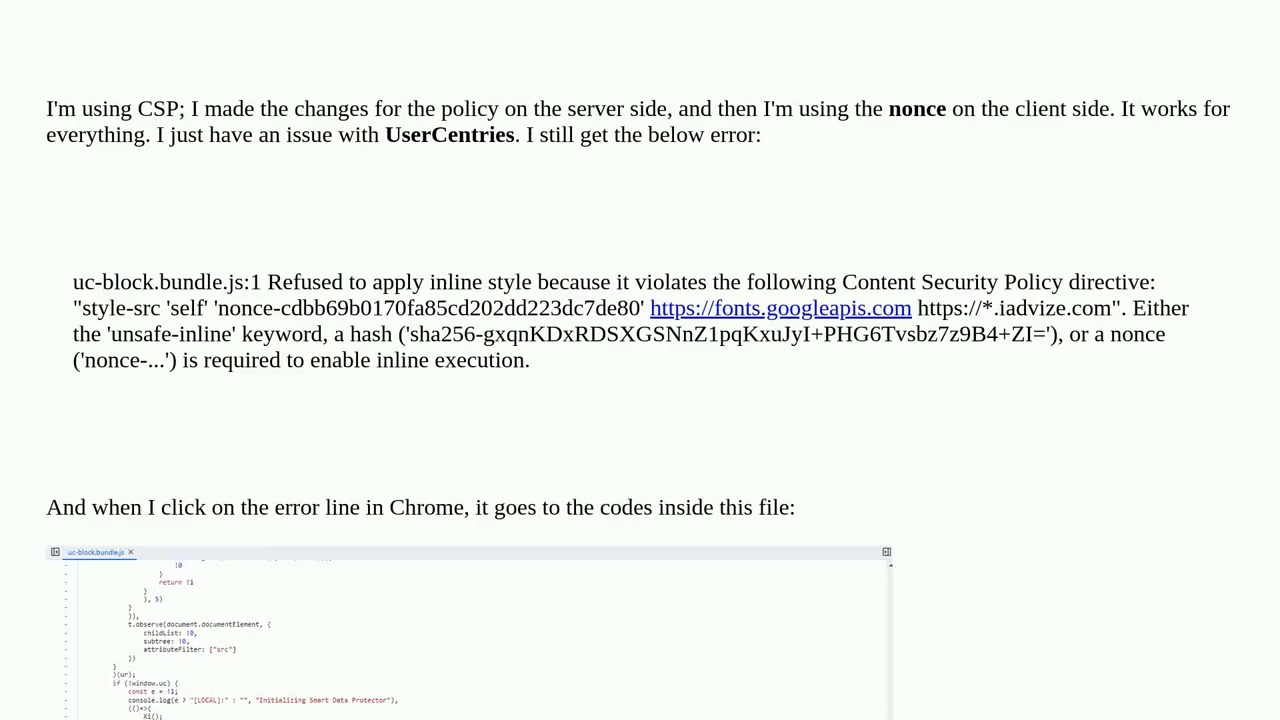 I'm using CSP; I made the changes for the policy on the server side, and then I'm using the nonce on the client side. It works for
everything. I just have an issue with UserCentries. I still get the below error:
uc-block.bundle.js:1 Refused to apply inline style because it violates the following Content Security Policy directive:
"style-src 'self' 'nonce-cdbb69b0170fa85cd202dd223dc7de80' https://fonts.googleapis.com https://*.iadvize.com". Either
the 'unsafe-inline' keyword, a hash ('sha256-gxqnKDxRDSXGSNnZ1pqKxuJyI+PHG6Tvsbz7z9B4+ZI='), or a nonce
('nonce-...') is required to enable inline execution.
And when I click on the error line in Chrome, it goes to the codes inside this file:
uc-block.bundle.js ×
!0
}
return !1
}
}, 5)
}
}),
t.observe(document.documentElement, {
childList: !0,
subtree: !0,
attributeFilter: ["src"]
})
}
}(ur);
if (!window.uc) {
const e = !1;
console.log(e ? "[LOCAL]:" : "", "Initializing Smart Data Protector"),
(()=>{
Xi();